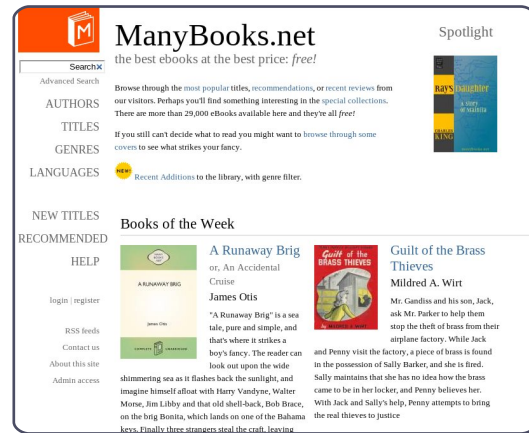 M
ManyBooks.net
the best ebooks at the best price: free!
Search×
Advanced Search
AUTHORS
TITLES
GENRES
LANGUAGES
NEW TITLES
RECOMMENDED
HELP
login | register
RSS feeds
Contact us
About this site
Admin access
Browse through the most popular titles, recommendations, or recent reviews from
our visitors. Perhaps you'll find something interesting in the special collections.
There are more than 29,000 eBooks available here and they're all free!
If you still can't decide what to read you might want to browse through some
covers to see what strikes your fancy.
NEW!
Recent Additions to the library, with genre filter.
Spotlight
RAY'S Daughter
A STORY
OF MANILA
CHARLES
KING
Books of the Week
A RUNAWAY BRIG
James Otis
COMPLETE UNABRIDGED
A Runaway Brig
or, An Accidental
Cruise
James Otis
"A Runaway Brig" is a sea
tale, pure and simple, and
that's where it strikes a
boy's fancy. The reader can
look out upon the wide
shimmering sea as it flashes back the sunlight, and
imagine himself afloat with Harry Vandyne, Walter
Morse, Jim Libby and that old shell-back, Bob Brace,
on the brig Bonita, which lands on one of the Bahama
keys. Finally three strangers steal the craft, leaving
Guilt of the
BRASS THIEVES
by MILDRED A. WIRT
Guilt of the Brass
Thieves
Mildred A. Wirt
Mr. Gandiss and his son, Jack,
ask Mr. Parker to help them
stop the theft of brass from their
airplane factory. While Jack
and Penny visit the factory, a piece of brass is found
in the possession of Sally Barker, and she is fired.
Sally maintains that she has no idea how the brass
came to be in her locker, and Penny believes her.
With Jack and Sally's help, Penny attempts to bring
the real thieves to justice